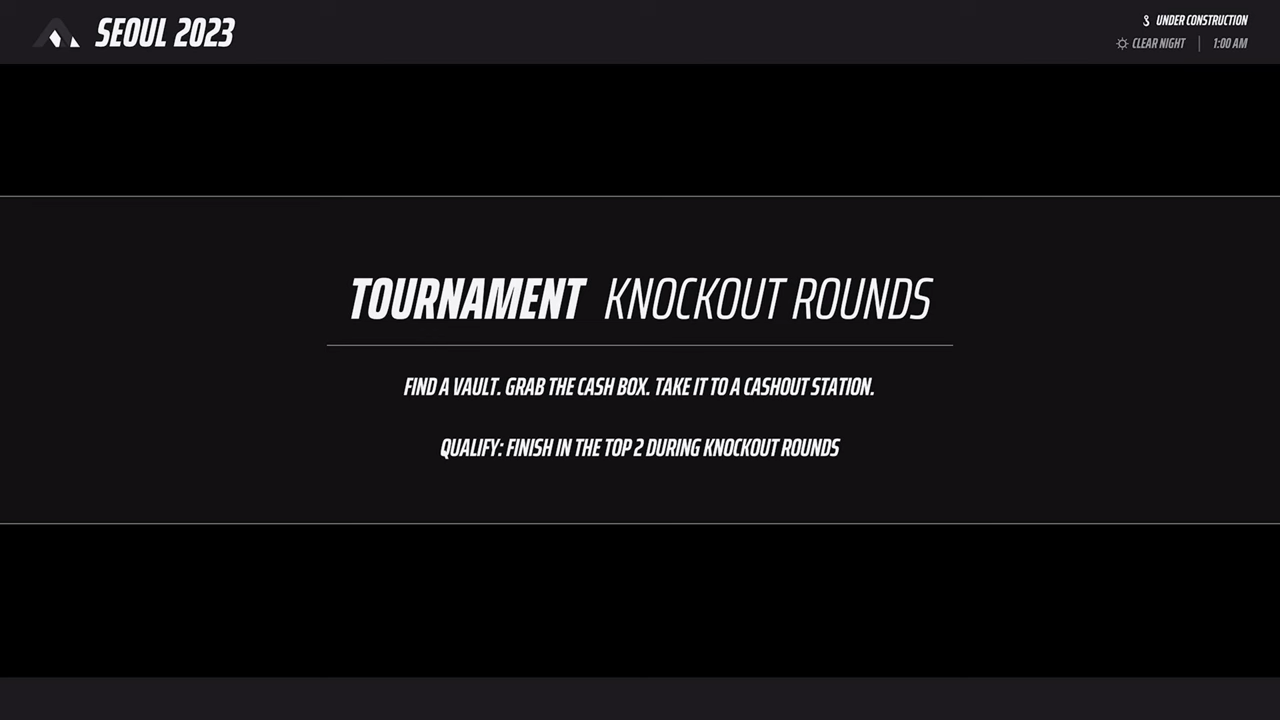 SEOUL 2023
UNDER CONSTRUCTION
CLEAR NIGHT | 1:00 AM
TOURNAMENT KNOCKOUT ROUNDS
FIND A VAULT. GRAB THE CASH BOX. TAKE IT TO A CASHOUT STATION.
QUALIFY: FINISH IN THE TOP 2 DURING KNOCKOUT ROUNDS